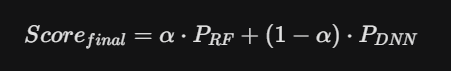 Score_final = α · P_RF + (1 − α) · P_DNN